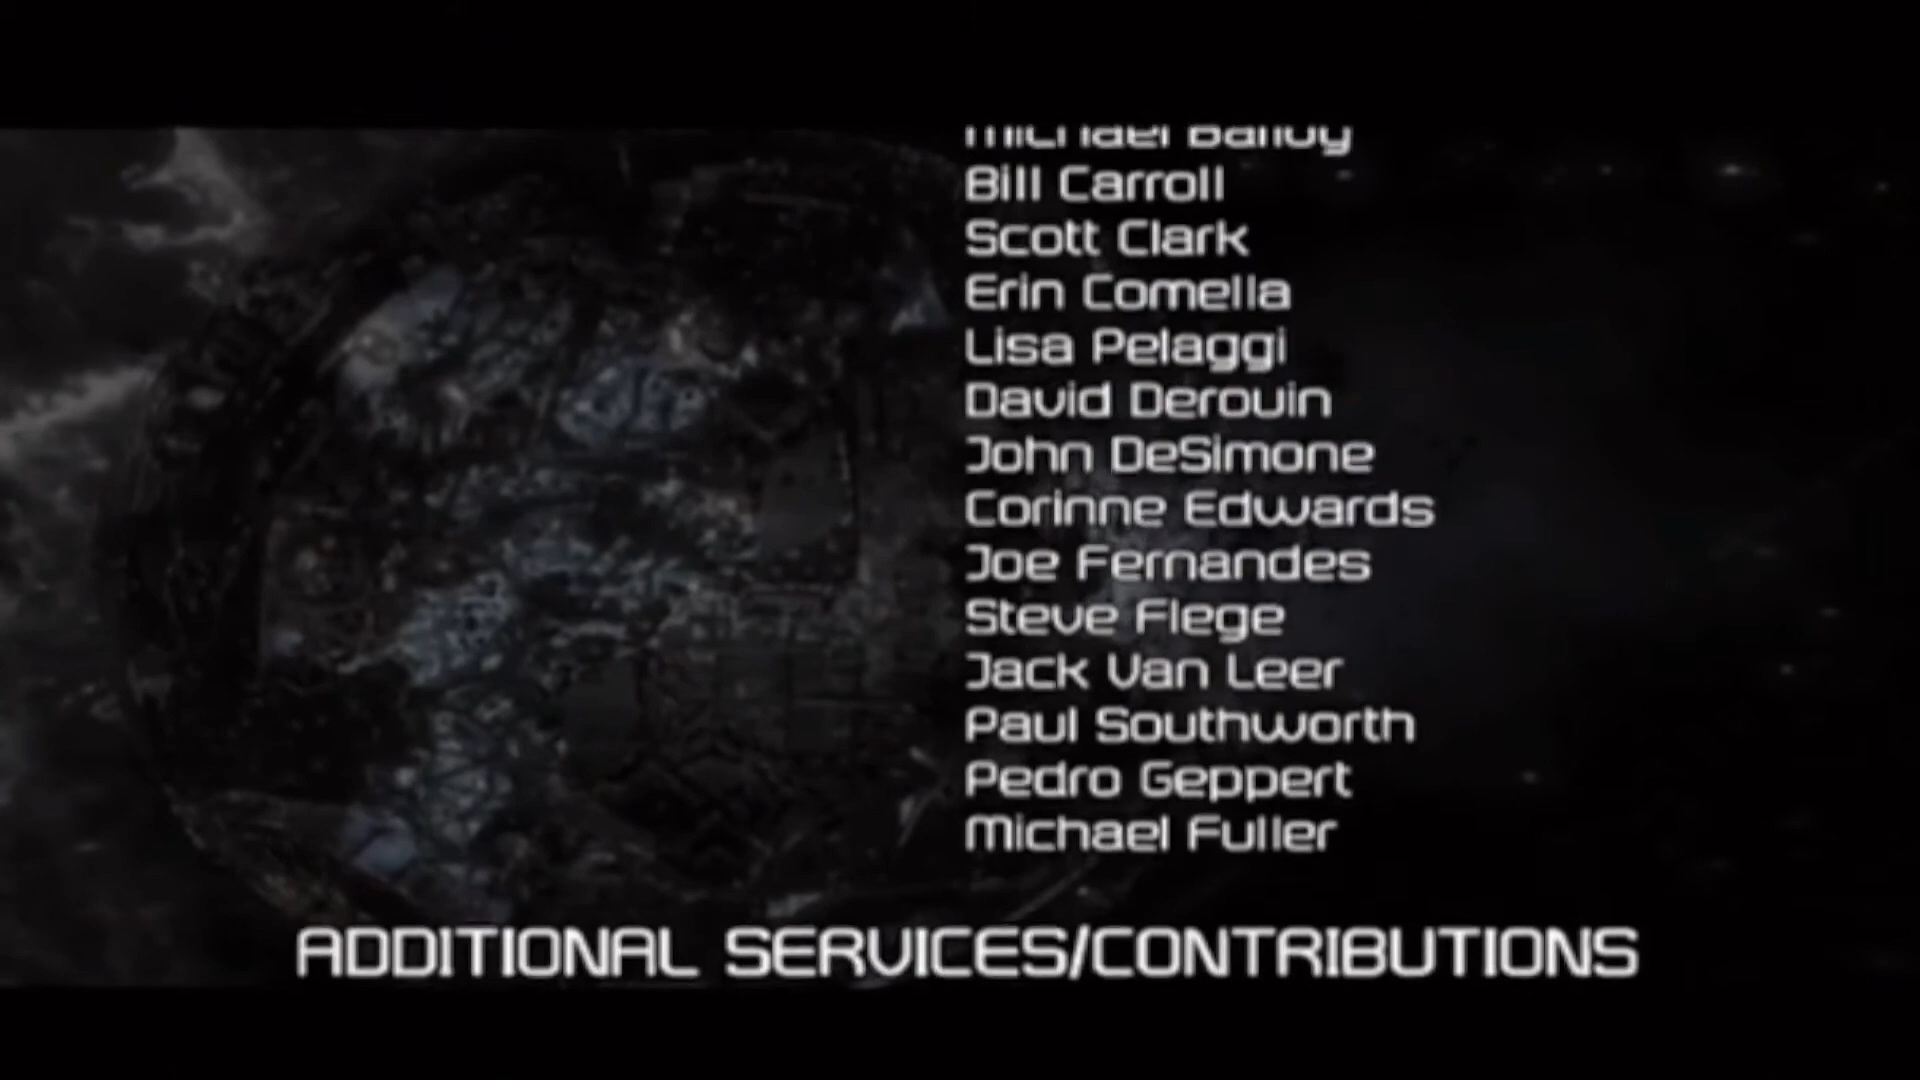 Michael
Bill Carroll
Scott Clark
Erin Comella
Lisa Pelaggi
David Derouin
John DeSimone
Corinne Edwards
Joe Fernandes
Steve Flege
Jack Van Leer
Paul Southworth
Pedro Geppert
Michael Fuller
ADDITIONAL SERVICES/CONTRIBUTIONS